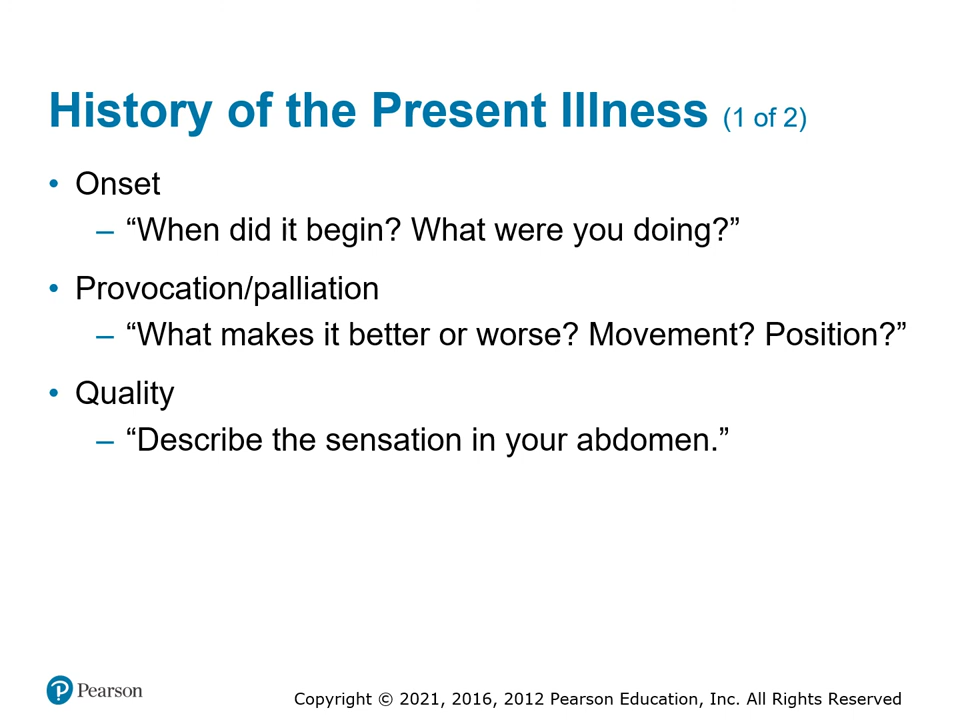 History of the Present Illness (1 of 2)
• Onset
– “When did it begin? What were you doing?”
• Provocation/palliation
– “What makes it better or worse? Movement? Position?”
• Quality
– “Describe the sensation in your abdomen.”
Pearson
Copyright © 2021, 2016, 2012 Pearson Education, Inc. All Rights Reserved